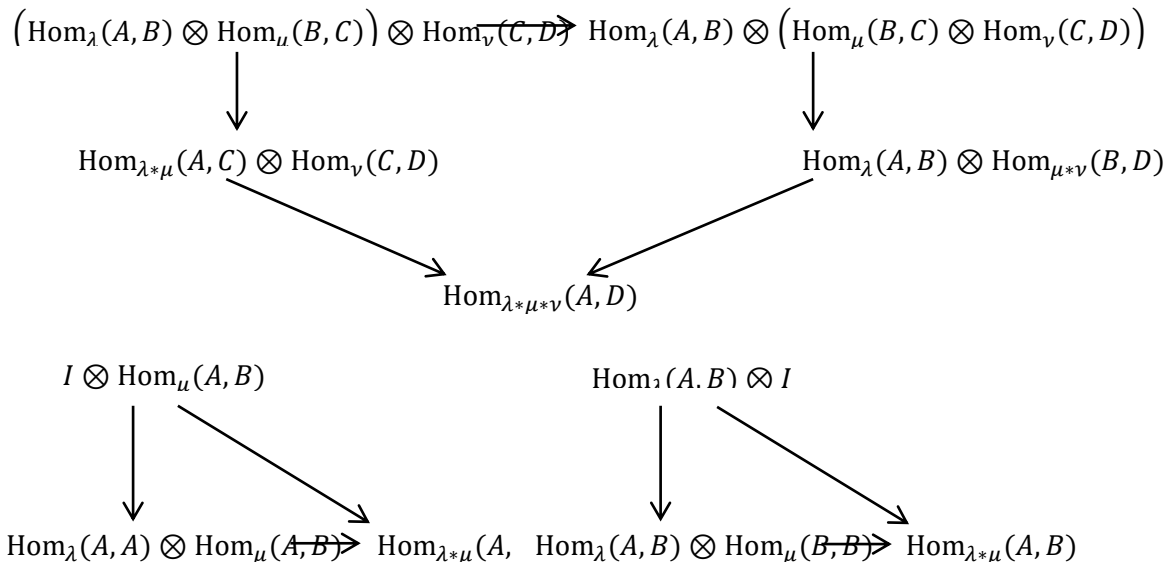 (Hom_λ(A, B) ⊗ Hom_μ(B, C)) ⊗ Hom_ν(C, D) Hom_λ(A, B) ⊗ (Hom_μ(B, C) ⊗ Hom_ν(C, D))
Hom_{λ∗μ}(A, C) ⊗ Hom_ν(C, D) Hom_λ(A, B) ⊗ Hom_{μ∗ν}(B, D)
Hom_{λ∗μ∗ν}(A, D)
I ⊗ Hom_μ(A, B) Hom_λ(A, B) ⊗ I
Hom_λ(A, A) ⊗ Hom_μ(A, B) Hom_{λ∗μ}(A, Hom_λ(A, B) ⊗ Hom_μ(B, B) Hom_{λ∗μ}(A, B)